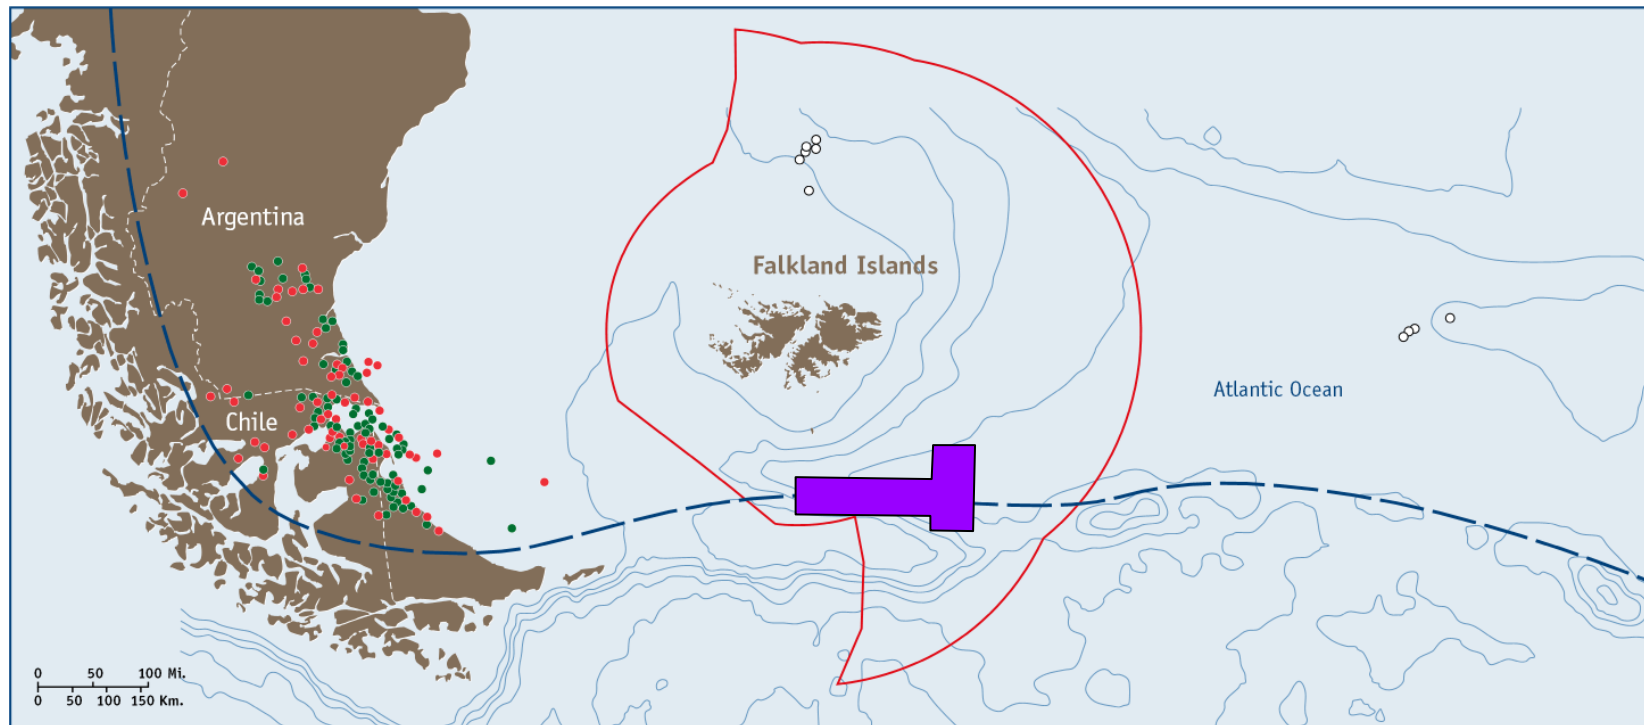 Argentina
Falkland Islands
Atlantic Ocean
Chile
0 50 100 Mi.
0 50 100 150 Km.